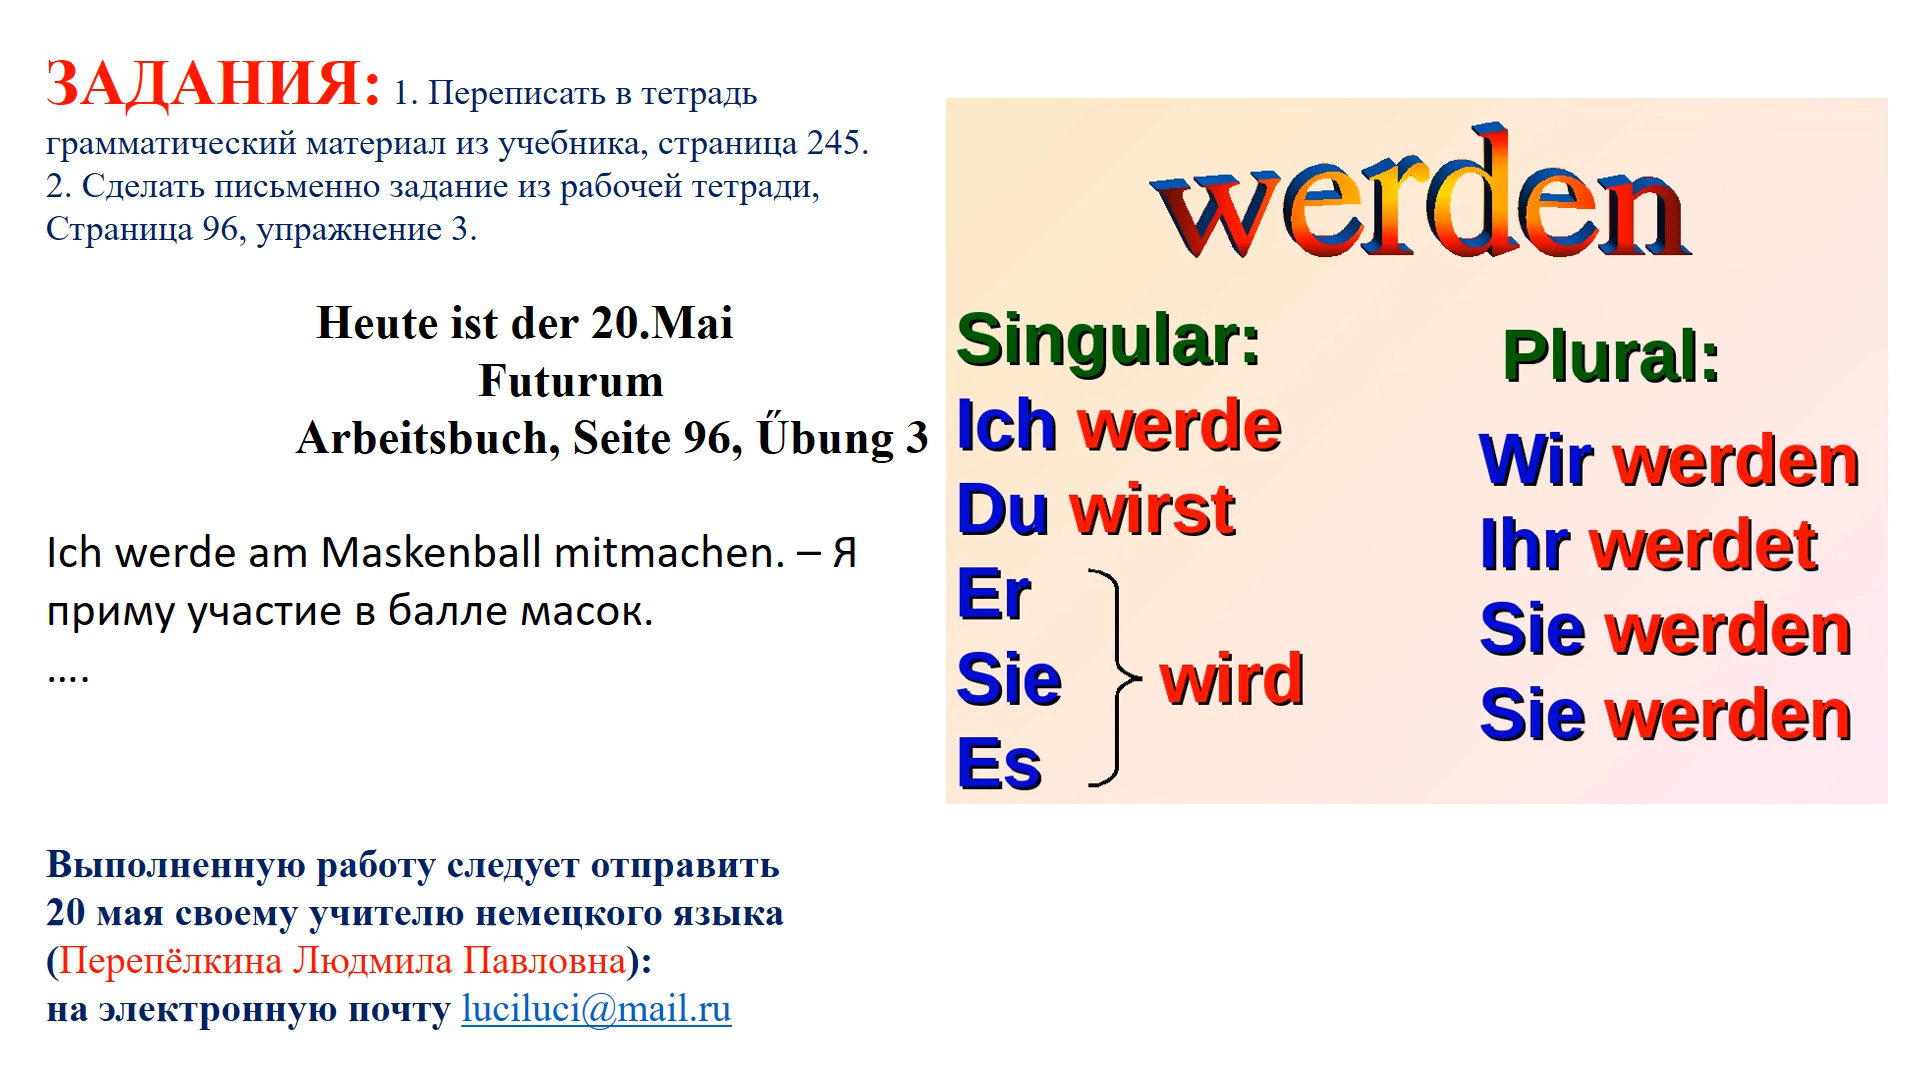 ЗАДАНИЯ: 1. Переписать в тетрадь
грамматический материал из учебника, страница 245.
2. Сделать письменно задание из рабочей тетради,
Страница 96, упражнение 3.
Heute ist der 20.Mai
Futurum
Arbeitsbuch, Seite 96, Űbung 3
Ich werde am Maskenball mitmachen. – Я
приму участие в балле масок.
….
Выполненную работу следует отправить
20 мая своему учителю немецкого языка
(Перепёлкина Людмила Павловна):
на электронную почту luciluci@mail.ru
werden
Singular:
Ich werde
Du wirst
Er
Sie
Es
wird
Plural:
Wir werden
Ihr werdet
Sie werden
Sie werden